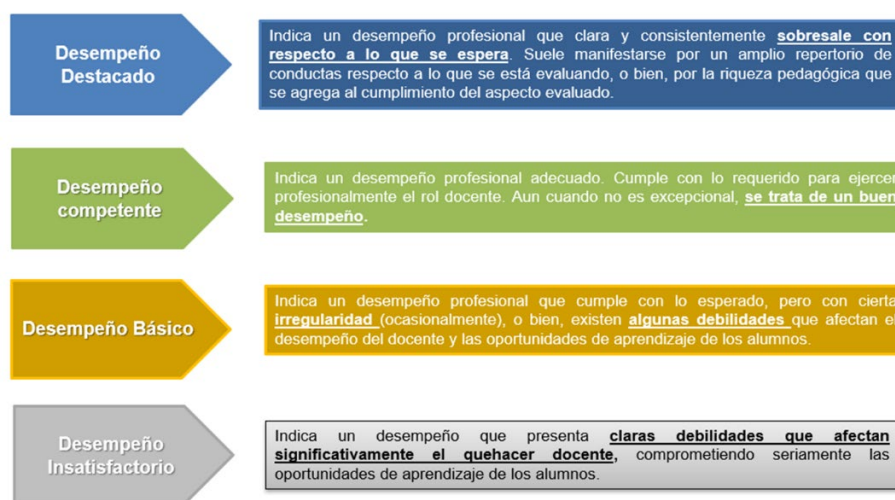 Desempeño
Destacado
Indica un desempeño profesional que clara y consistentemente sobresale con
respecto a lo que se espera. Suele manifestarse por un amplio repertorio de
conductas respecto a lo que se está evaluando, o bien, por la riqueza pedagógica que
se agrega al cumplimiento del aspecto evaluado.
Desempeño
competente
Indica un desempeño profesional adecuado. Cumple con lo requerido para ejercer
profesionalmente el rol docente. Aun cuando no es excepcional, se trata de un buen
desempeño.
Desempeño Básico
Indica un desempeño profesional que cumple con lo esperado, pero con cierta
irregularidad (ocasionalmente), o bien, existen algunas debilidades que afectan el
desempeño del docente y las oportunidades de aprendizaje de los alumnos.
Desempeño
Insatisfactorio
Indica un desempeño que presenta claras debilidades que afectan
significativamente el quehacer docente, comprometiendo seriamente las
oportunidades de aprendizaje de los alumnos.